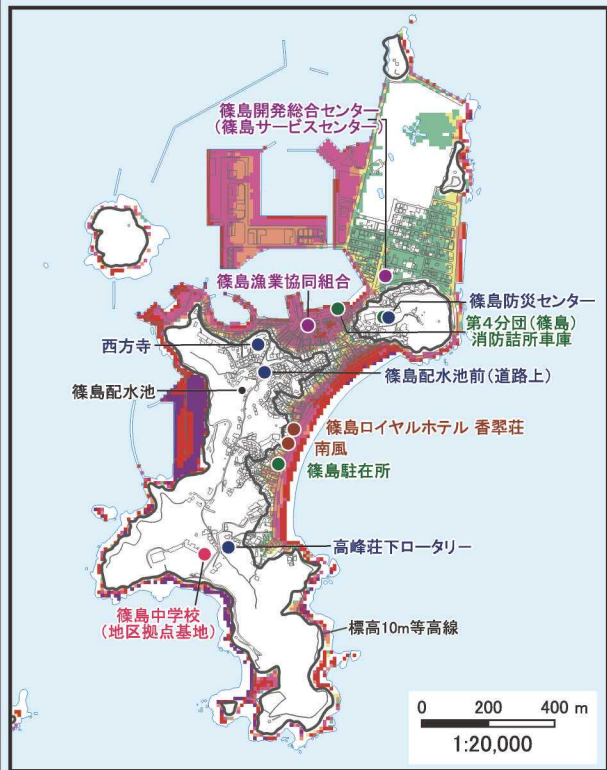 篠島開発総合センター
(篠島サービスセンター)
篠島漁業協同組合
篠島防災センター
第4分団(篠島)
消防詰所車庫
西方寺
篠島配水池前(道路上)
篠島配水池
篠島ロイヤルホテル 香翠荘
南風
篠島駐在所
高峰荘下ロータリー
篠島中学校
(地区拠点基地)
標高10m等高線
0 200 400 m
1:20,000